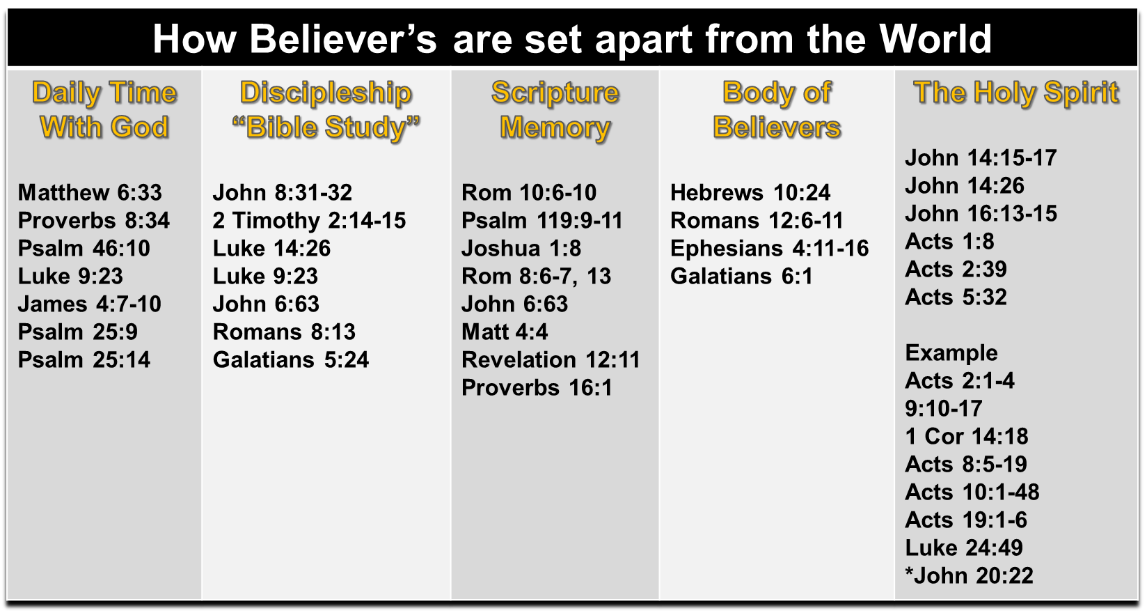 How Believer’s are set apart from the World
Daily Time
With God
Matthew 6:33
Proverbs 8:34
Psalm 46:10
Luke 9:23
James 4:7-10
Psalm 25:9
Psalm 25:14
Discipleship
“Bible Study”
John 8:31-32
2 Timothy 2:14-15
Luke 14:26
Luke 9:23
John 6:63
Romans 8:13
Galatians 5:24
Scripture
Memory
Rom 10:6-10
Psalm 119:9-11
Joshua 1:8
Rom 8:6-7, 13
John 6:63
Matt 4:4
Revelation 12:11
Proverbs 16:1
Body of
Believers
Hebrews 10:24
Romans 12:6-11
Ephesians 4:11-16
Galatians 6:1
The Holy Spirit
John 14:15-17
John 14:26
John 16:13-15
Acts 1:8
Acts 2:39
Acts 5:32
Example
Acts 2:1-4
9:10-17
1 Cor 14:18
Acts 8:5-19
Acts 10:1-48
Acts 19:1-6
Luke 24:49
*John 20:22